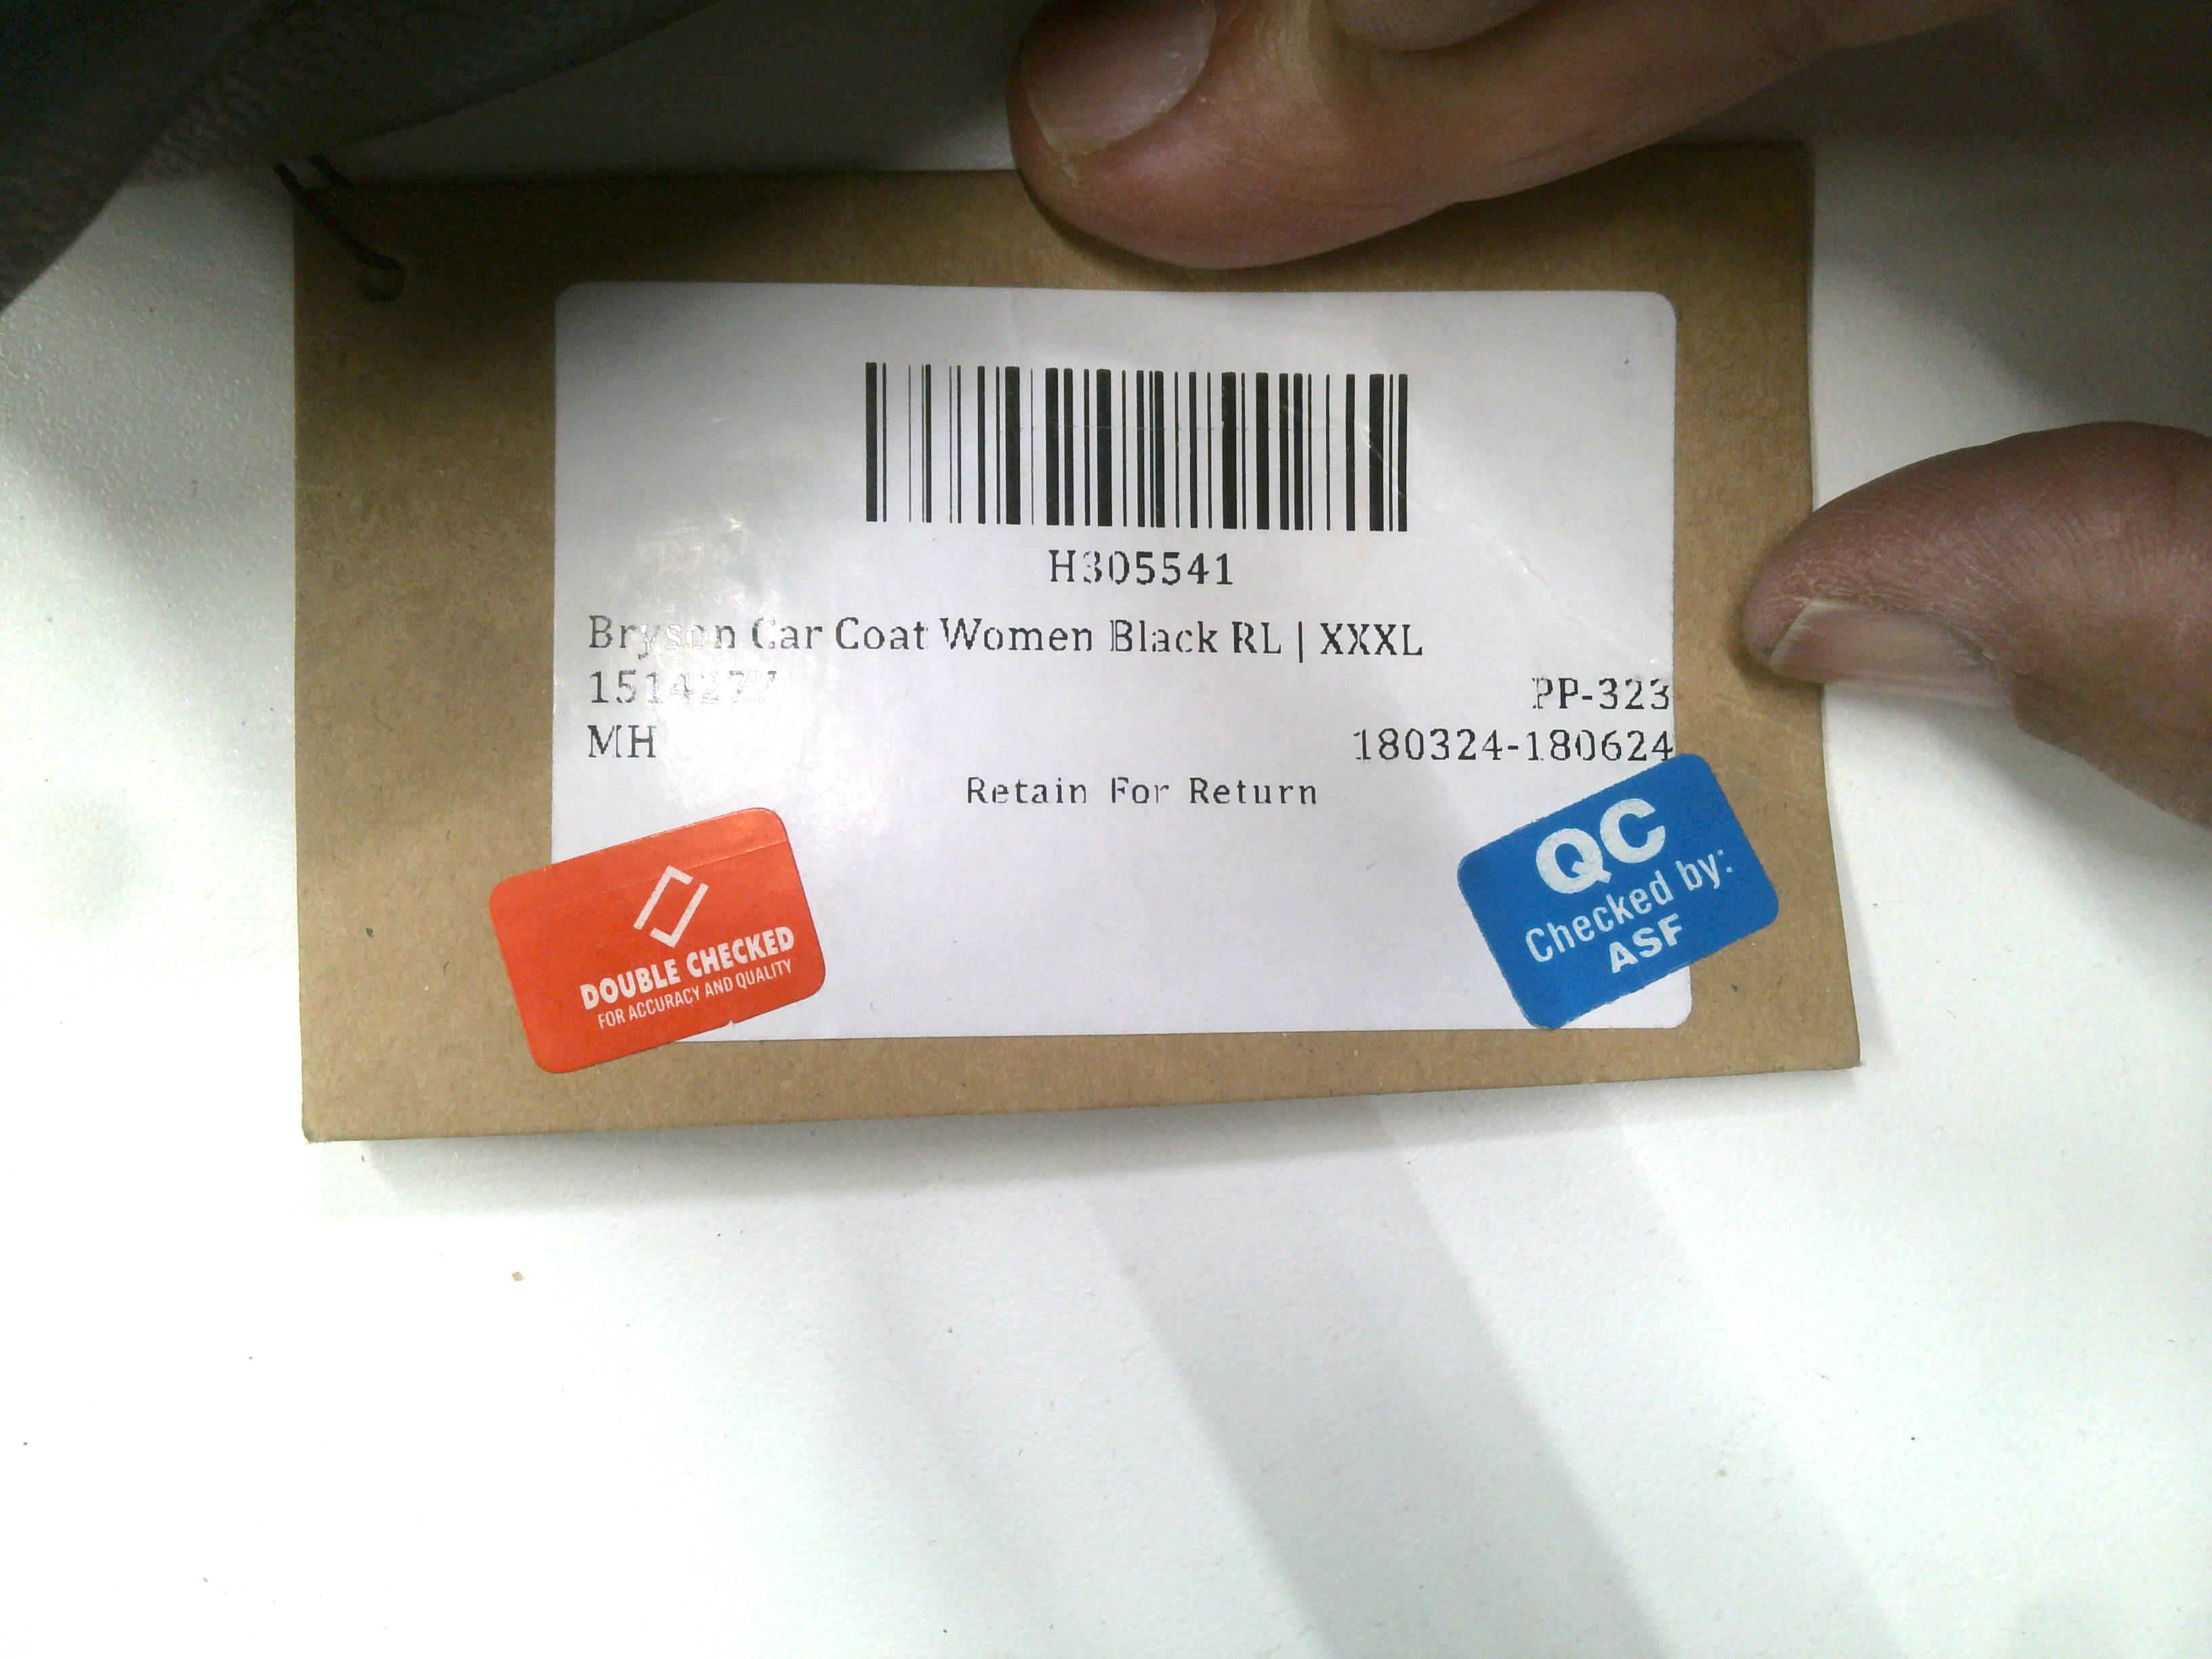 H305541
Bryson Car Coat Women Black RL | XXXL
1514277
PP-323
MH
180324-180624
Retain For Return
DOUBLE CHECKED
FOR ACCURACY AND QUALITY
QC
Checked by:
ASF